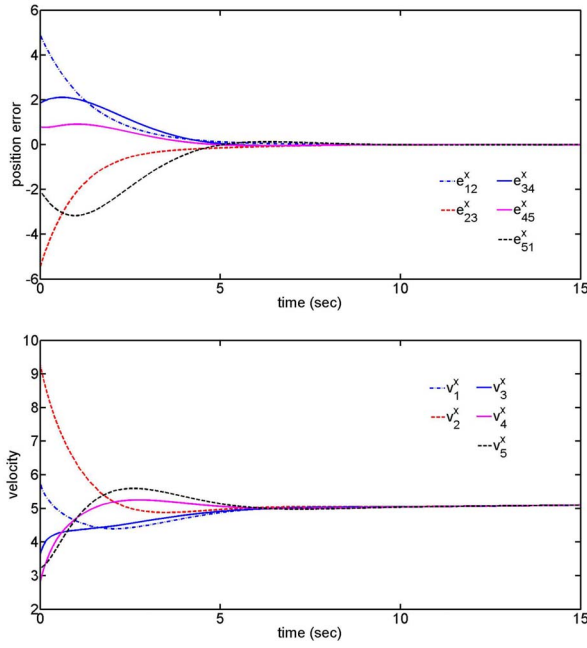 6
4
2
0
-2
-4
-6
position error
e^x_12
e^x_34
e^x_23
e^x_45
e^x_51
0
5
10
15
time (sec)
10
9
8
7
6
5
4
3
2
velocity
v^x_1
v^x_3
v^x_2
v^x_4
v^x_5
0
5
10
15
time (sec)